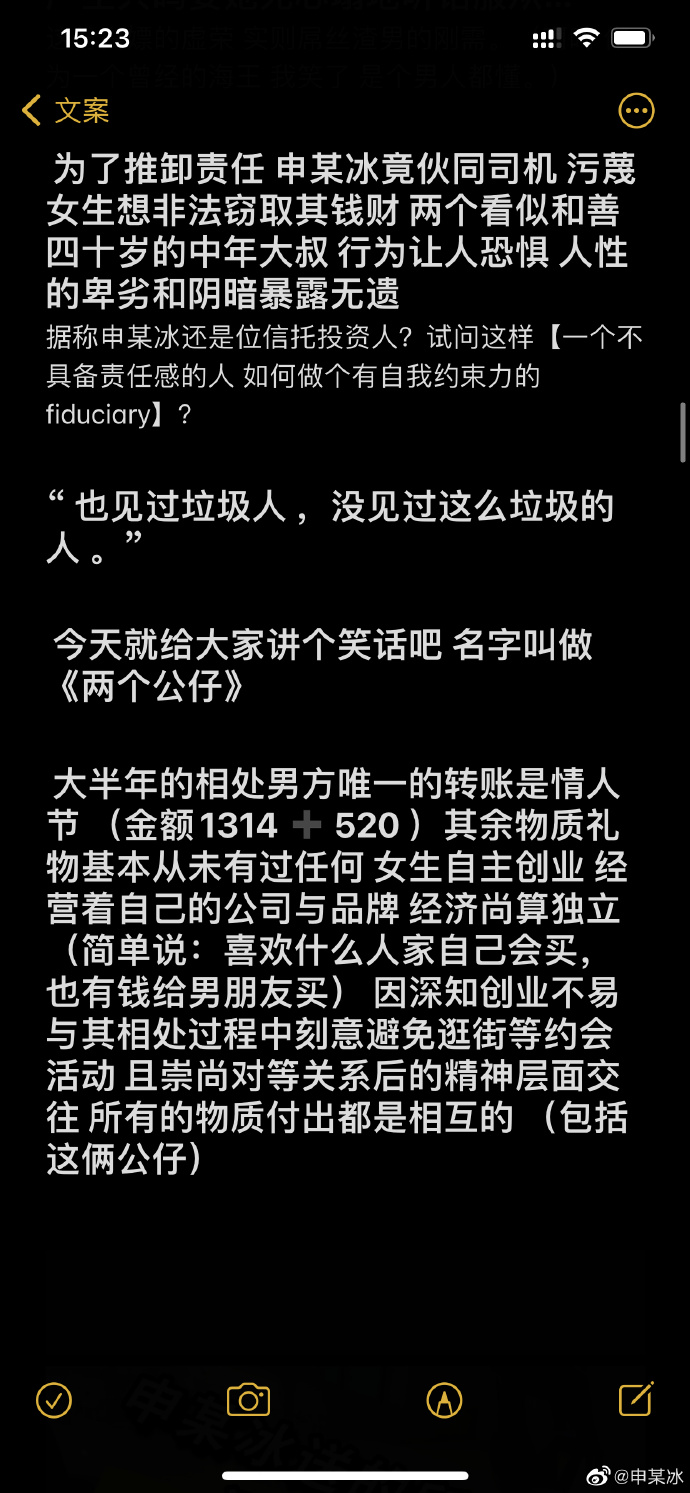 15:23
文案
为了推卸责任 申某冰竟伙同司机 污蔑
女生想非法窃取其钱财 两个看似和善
四十岁的中年大叔 行为让人恐惧 人性
的卑劣和阴暗暴露无遗
据称申某冰还是位信托投资人？试问这样【一个不
具备责任感的人 如何做个有自我约束力的
fiduciary】？
“ 也见过垃圾人 ，没见过这么垃圾的
人 。”
今天就给大家讲个笑话吧 名字叫做
《两个公仔》
大半年的相处男方唯一的转账是情人
节 （金额1314 ➕ 520 ）其余物质礼
物基本从未有过任何 女生自主创业 经
营着自己的公司与品牌 经济尚算独立
（简单说：喜欢什么人家自己会买，
也有钱给男朋友买） 因深知创业不易
与其相处过程中刻意避免逛街等约会
活动 且崇尚对等关系后的精神层面交
往 所有的物质付出都是相互的 （包括
这俩公仔）
@申某冰